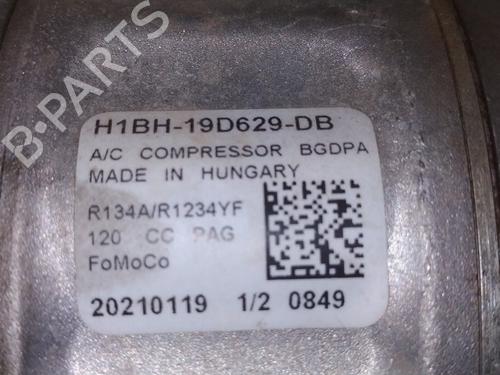 B-PARTS
H1BH-19D629-DB
A/C COMPRESSOR BGDPA
MADE IN HUNGARY
R134A/R1234YF
120 CC PAG
FoMoCo
20210119 1/2 0849